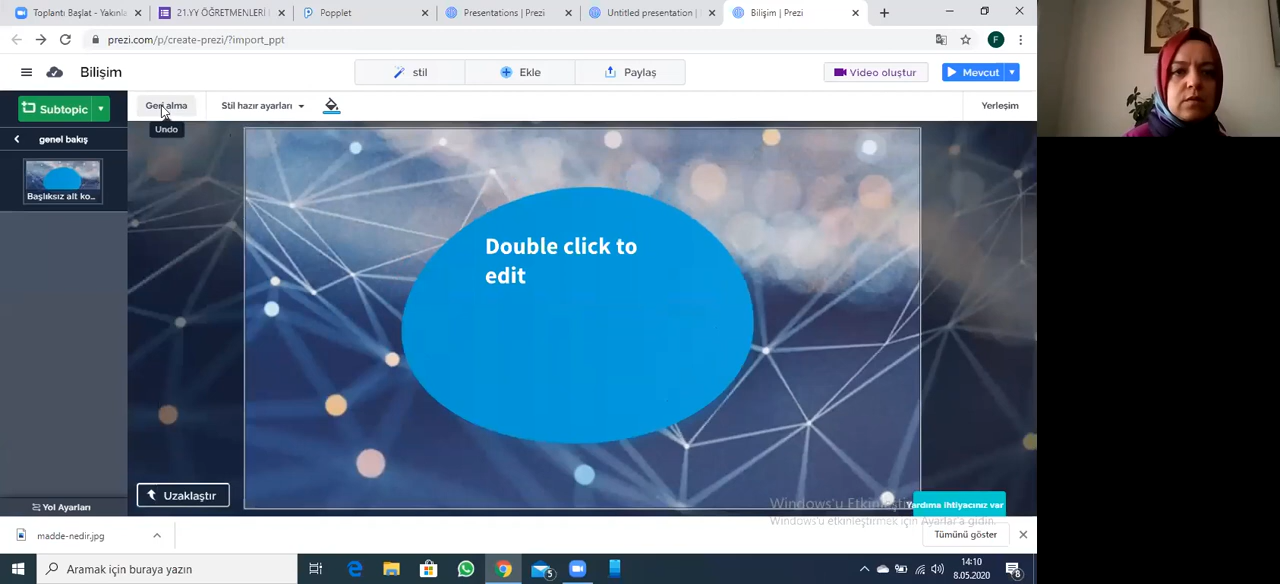 Toplantı Başlat - Yakınla
21.YY ÖĞRETMENLERİ
Popplet
Presentations | Prezi
Untitled presentation |
Bilişim | Prezi
prezi.com/p/create-prezi/?import_ppt
F
Bilişim
stil
Ekle
Paylaş
Video oluştur
Mevcut
Subtopic
Geri alma
Stil hazır ayarları
Yerleşim
Undo
genel bakış
Başlıksız alt ko...
Double click to
edit
Uzaklaştır
Yol Ayarları
Windows'u Etkinleştir
Windows'u etkinleştirmek için Ayarlar'a gidin.
Yardıma ihtiyacınız var
madde-nedir.jpg
Tümünü göster
Aramak için buraya yazın
5
14:10
8.05.2020
8